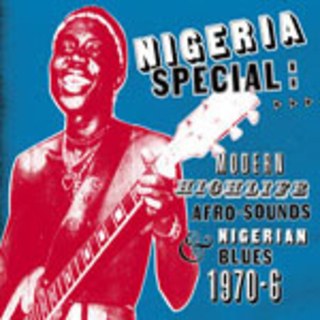 NIGERIA
SPECIAL:...
MODERN
HIGHLIFE
AFRO-SOUNDS
& NIGERIAN
BLUES
1970-6